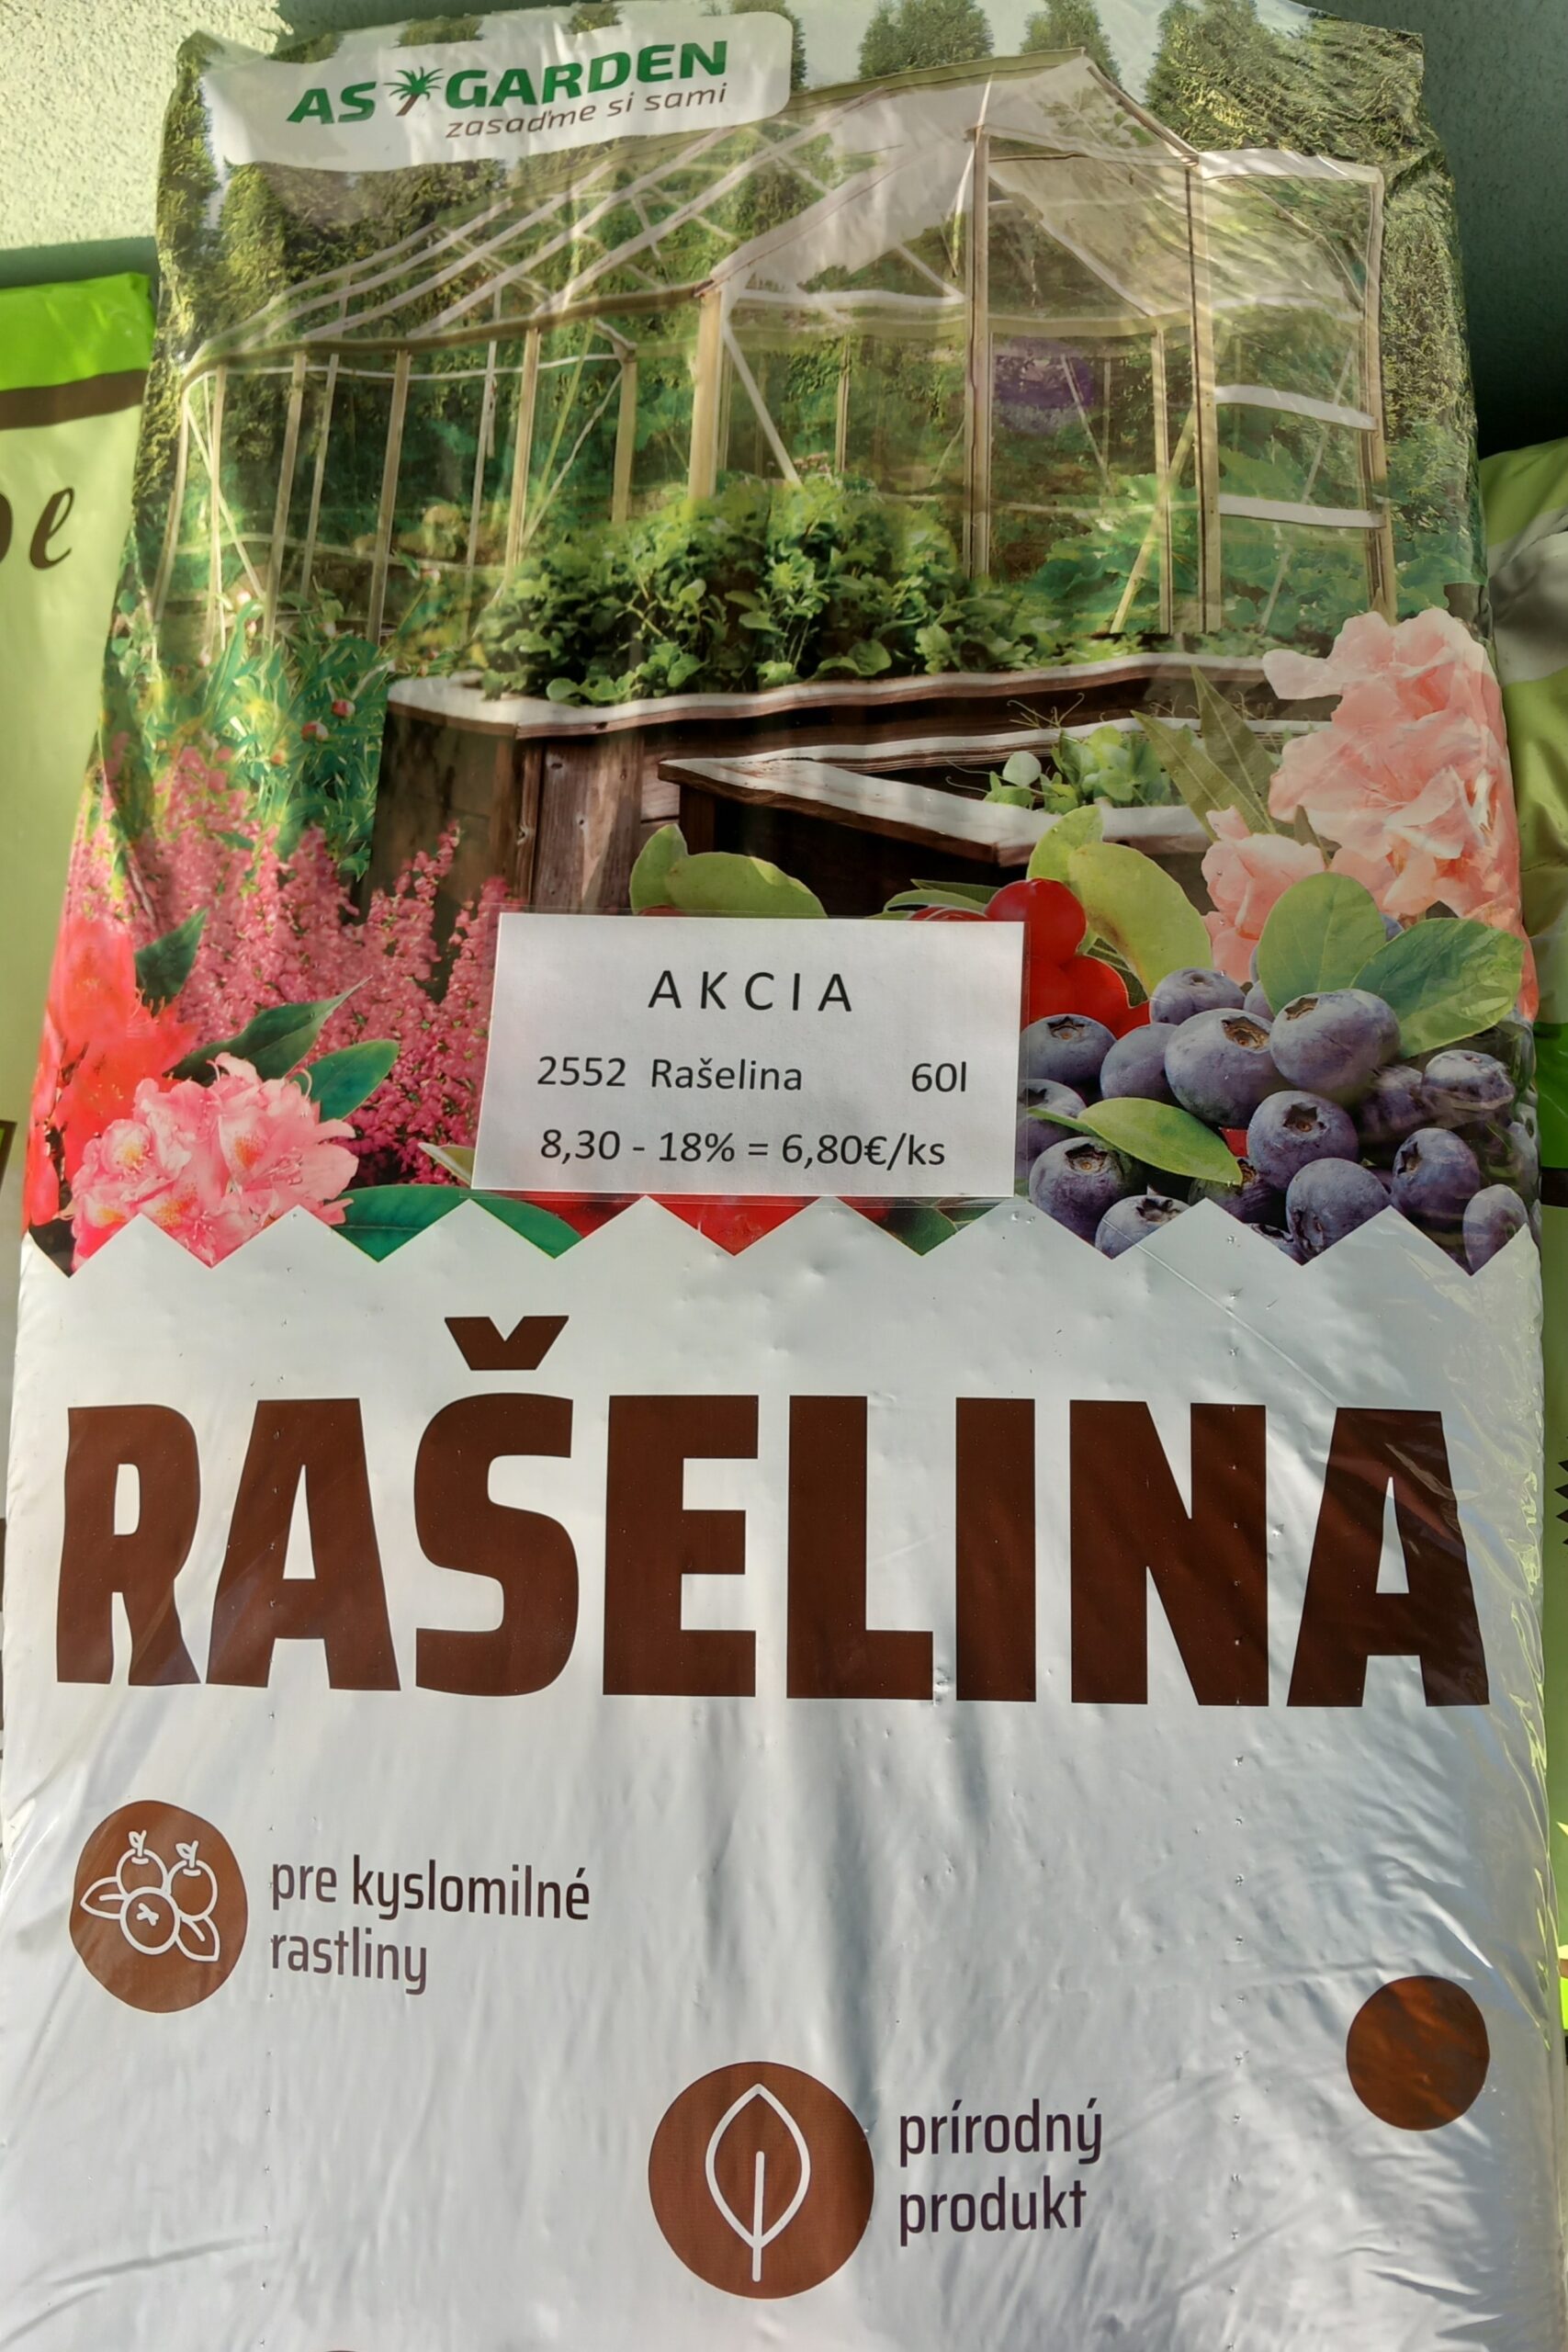 AS GARDEN
zasaďme si sami
AKCIA
2552 Rašelina 60l
8,30 - 18% = 6,80€/ks
RAŠELINA
pre kyslomilné
rastliny
prírodný
produkt